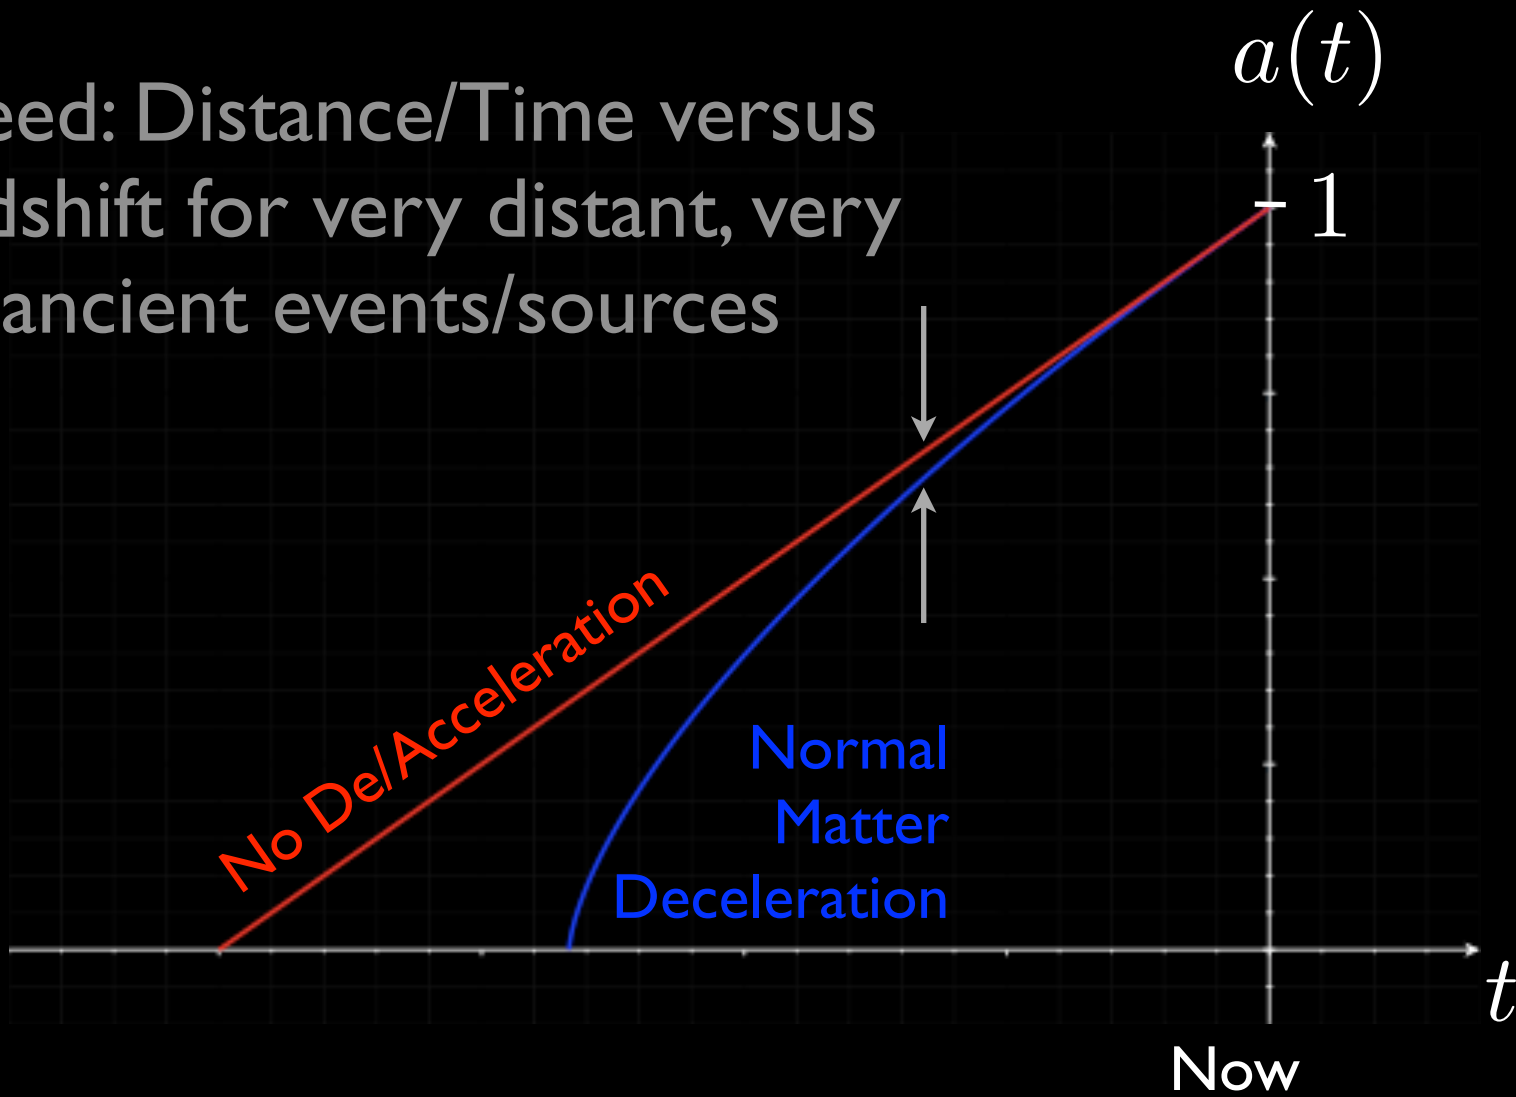 a(t)
eed: Distance/Time versus
dshift for very distant, very
ancient events/sources
1
No De/Acceleration
Normal
Matter
Deceleration
t
Now